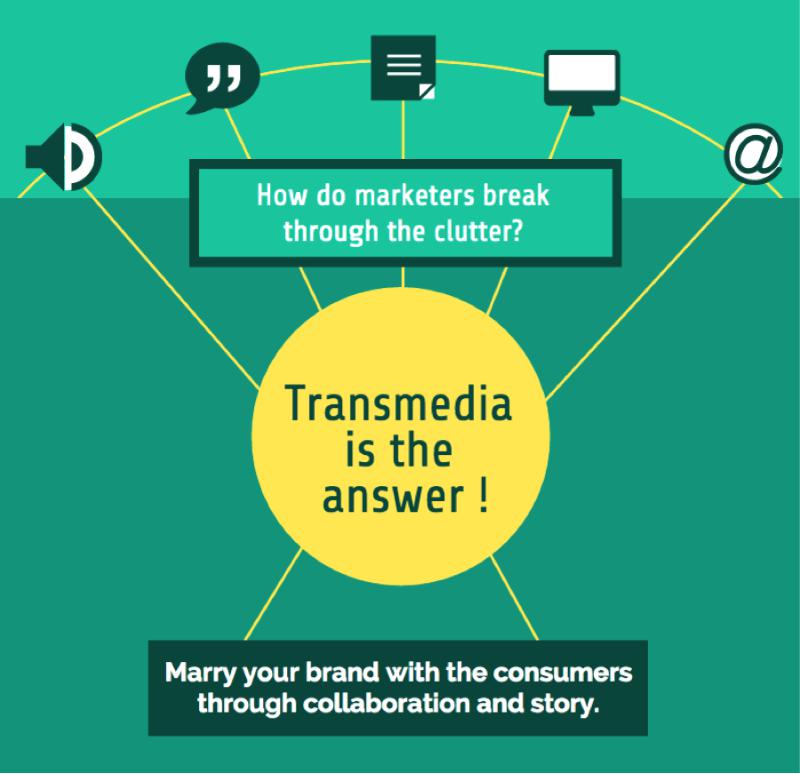 How do marketers break
through the clutter?
@
Transmedia
is the
answer !
Marry your brand with the consumers
through collaboration and story.